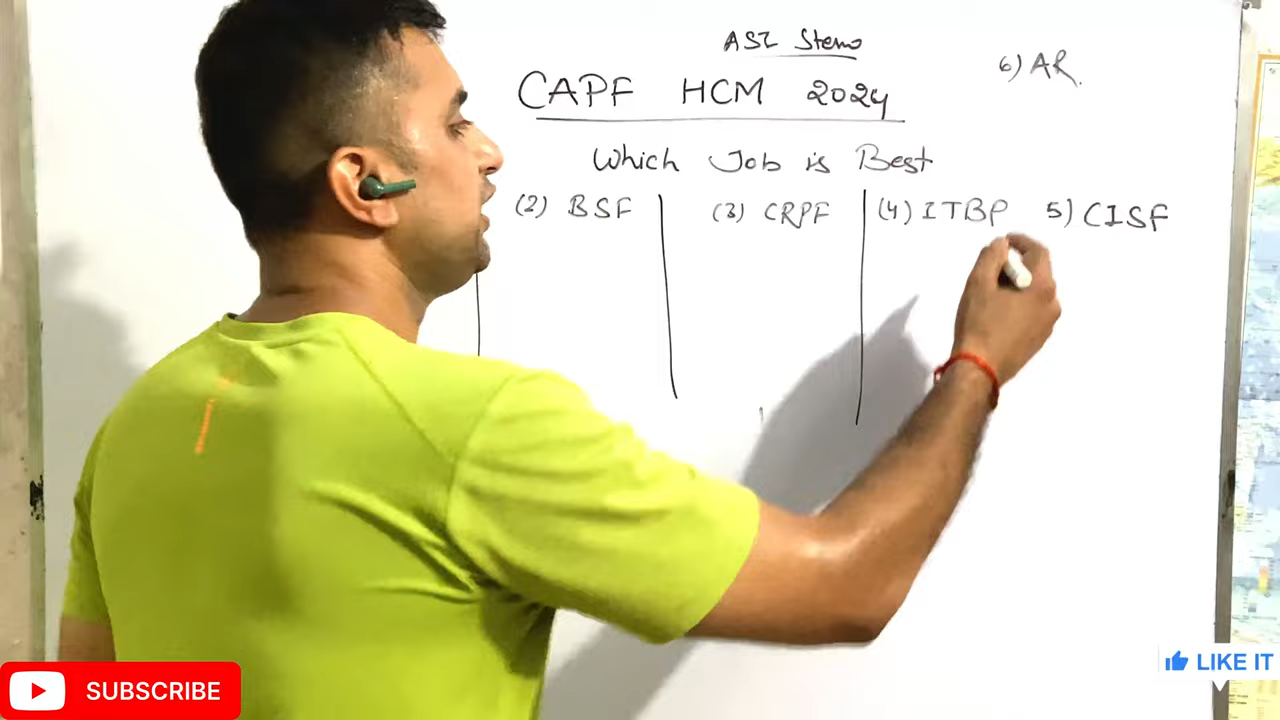 ASI Steno
CAPF HCM 2024
6) AR.
Which Job is Best
(2) BSF (3) CRPF (4) ITBP 5) CISF
SUBSCRIBE
LIKE IT